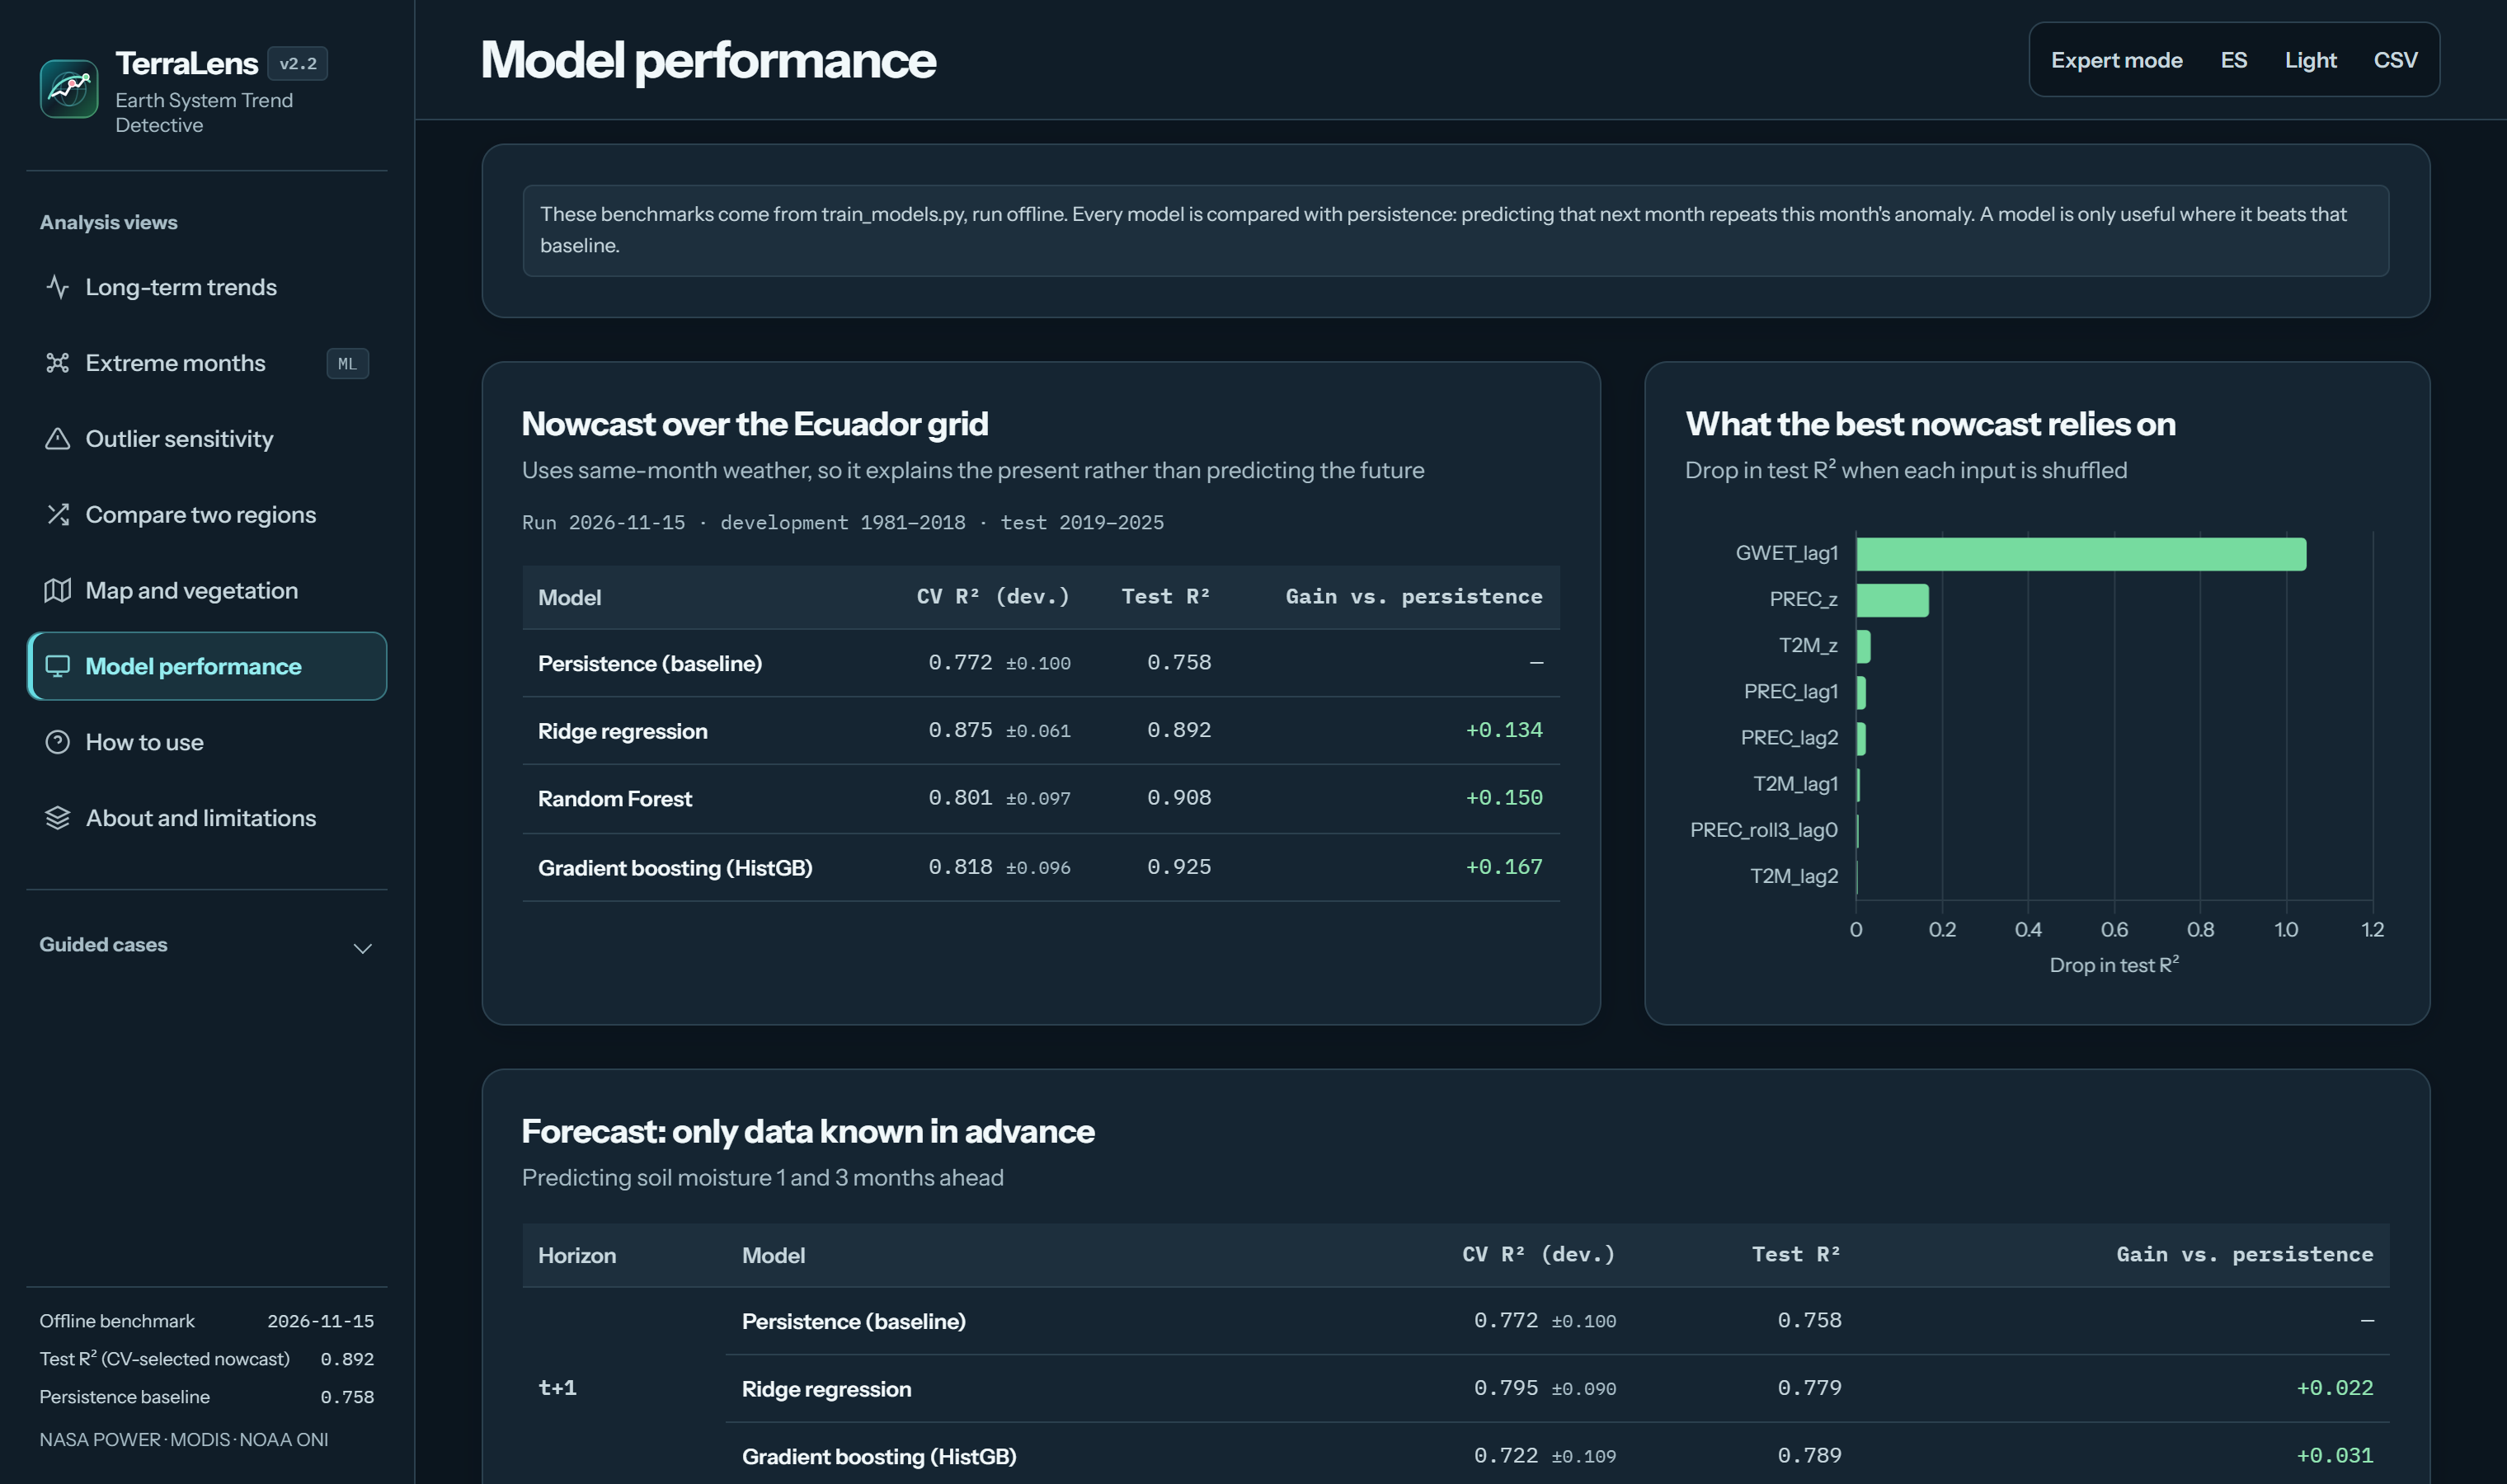 TerraLens v2.2
Earth System Trend
Detective
Analysis views
Long-term trends
Extreme months ML
Outlier sensitivity
Compare two regions
Map and vegetation
Model performance
How to use
About and limitations
Guided cases
Offline benchmark 2026-11-15
Test R² (CV-selected nowcast) 0.892
Persistence baseline 0.758
NASA POWER · MODIS · NOAA ONI
Model performance
Expert mode ES Light CSV
These benchmarks come from train_models.py, run offline. Every model is compared with persistence: predicting that next month repeats this month's anomaly. A model is only useful where it beats that
baseline.
Nowcast over the Ecuador grid
Uses same-month weather, so it explains the present rather than predicting the future
Run 2026-11-15 · development 1981–2018 · test 2019–2025
Model CV R² (dev.) Test R² Gain vs. persistence
Persistence (baseline) 0.772 ±0.100 0.758 —
Ridge regression 0.875 ±0.061 0.892 +0.134
Random Forest 0.801 ±0.097 0.908 +0.150
Gradient boosting (HistGB) 0.818 ±0.096 0.925 +0.167
What the best nowcast relies on
Drop in test R² when each input is shuffled
GWET_lag1
PREC_z
T2M_z
PREC_lag1
PREC_lag2
T2M_lag1
PREC_roll3_lag0
T2M_lag2
0 0.2 0.4 0.6 0.8 1.0 1.2
Drop in test R²
Forecast: only data known in advance
Predicting soil moisture 1 and 3 months ahead
Horizon Model CV R² (dev.) Test R² Gain vs. persistence
Persistence (baseline) 0.772 ±0.100 0.758 —
t+1 Ridge regression 0.795 ±0.090 0.779 +0.022
Gradient boosting (HistGB) 0.722 ±0.109 0.789 +0.031